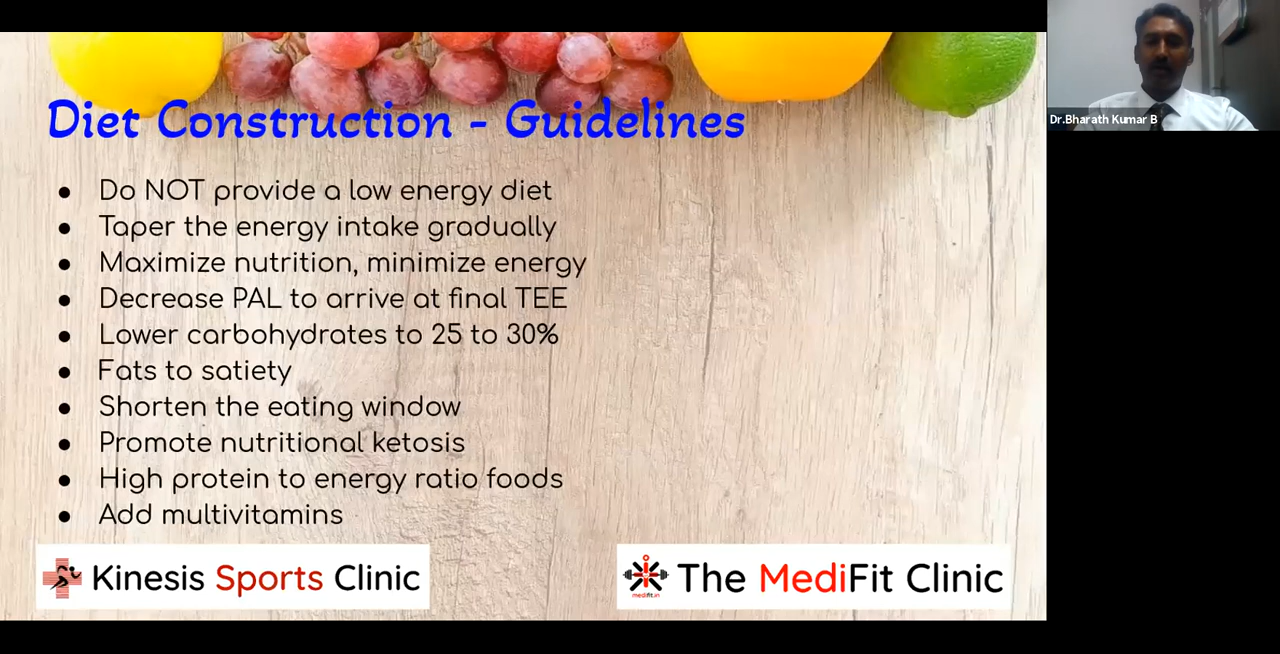 Diet Construction - Guidelines
● Do NOT provide a low energy diet
● Taper the energy intake gradually
● Maximize nutrition, minimize energy
● Decrease PAL to arrive at final TEE
● Lower carbohydrates to 25 to 30%
● Fats to satiety
● Shorten the eating window
● Promote nutritional ketosis
● High protein to energy ratio foods
● Add multivitamins
Kinesis Sports Clinic
The MediFit Clinic
medifit.in
Dr.Bharath Kumar B